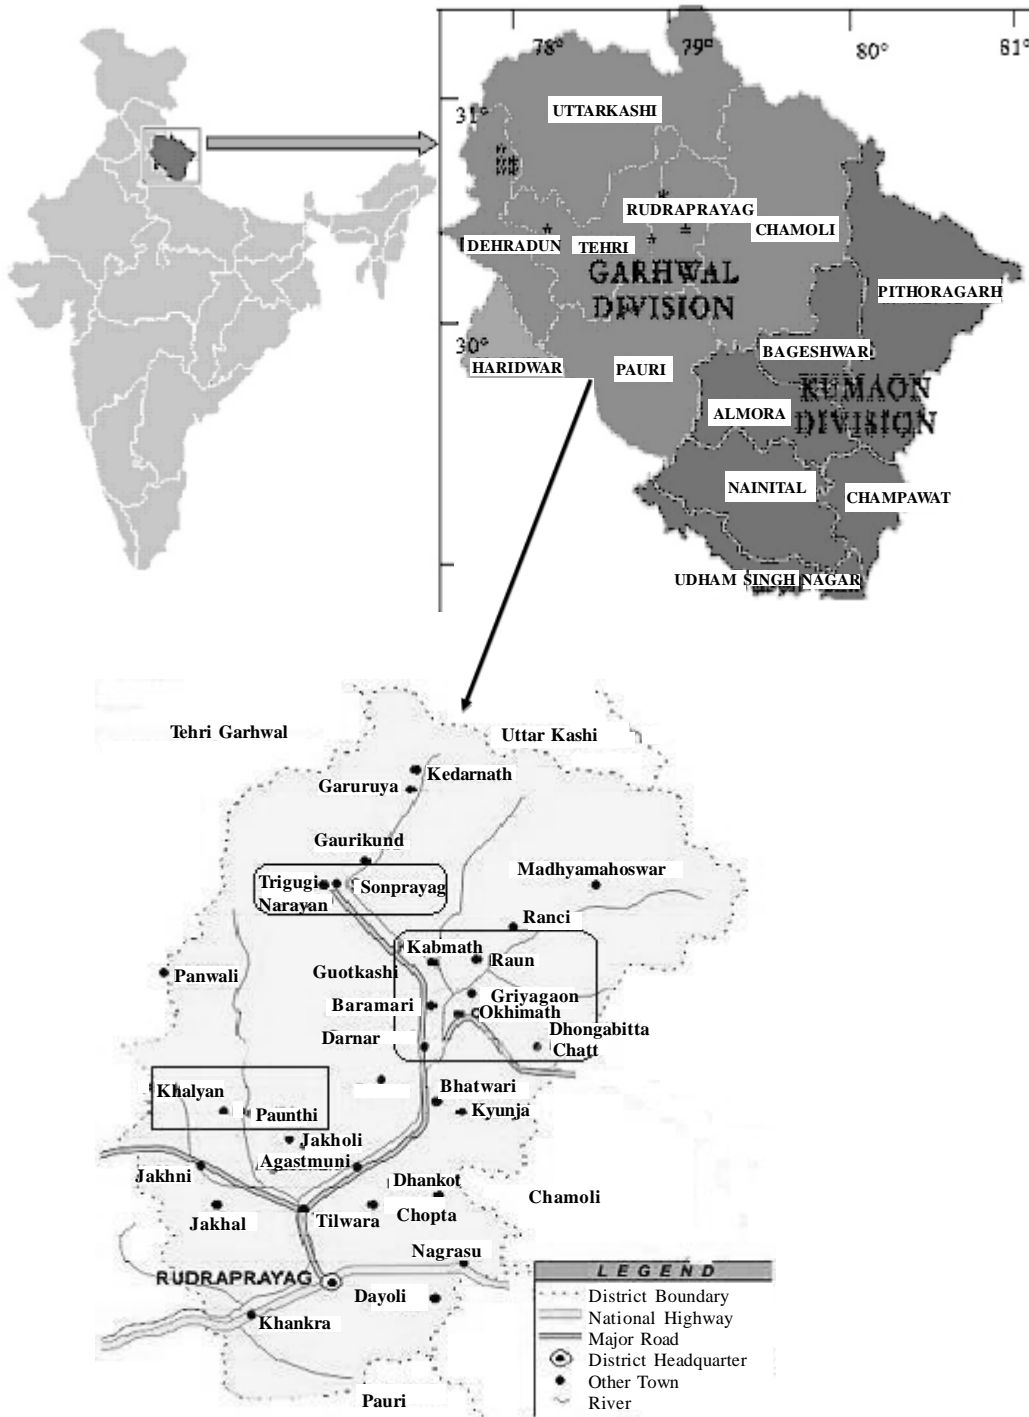 78°
79°
80°
81°
31°
UTTARKASHI
RUDRAPRAYAG
CHAMOLI
DEHRADUN
TEHRI
GARHWAL
DIVISION
PITHORAGARH
30°
HARIDWAR
PAURI
BAGESHWAR
KUMAON
DIVISION
ALMORA
NAINITAL
CHAMPAWAT
UDHAM SINGH NAGAR
Tehri Garhwal
Uttar Kashi
Kedarnath
Garuruya
Gaurikund
Madhyamahoswar
Trigugi
Narayan
Sonprayag
Ranci
Kabmath
Raun
Guotkashi
Panwali
Griyagaon
Baramari
Okhimath
Darnar
Dhongabitta
Chatt
Khalyan
Bhatwari
Paunthi
Kyunja
Jakholi
Agastmuni
Jakhni
Dhankot
Chamoli
Jakhal
Tilwara
Chopta
Nagrasu
RUDRAPRAYAG
Dayoli
Khankra
Pauri
LEGEND
District Boundary
National Highway
Major Road
District Headquarter
Other Town
River